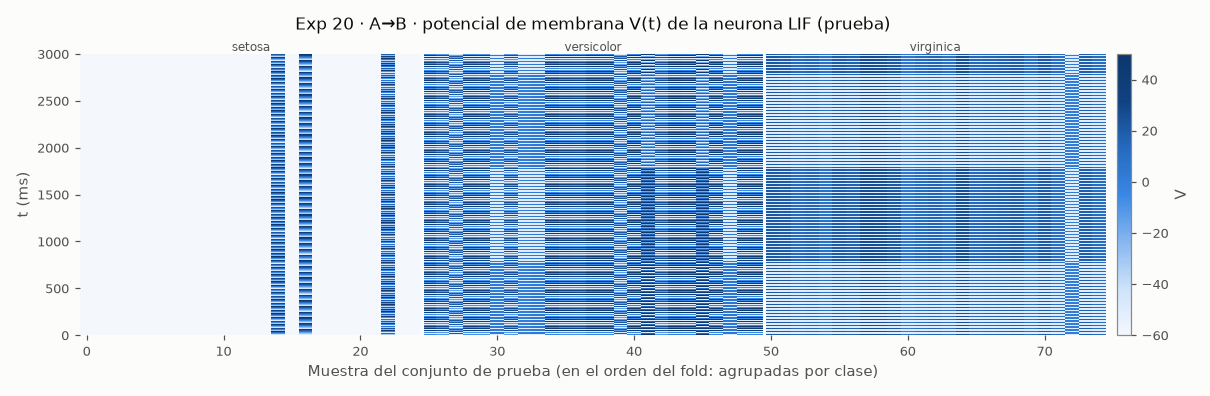 Exp 20 · A→B · potencial de membrana V(t) de la neurona LIF (prueba)
setosa versicolor virginica
3000
2500
2000
1500
1000
500
0
t (ms)
0 10 20 30 40 50 60 70
Muestra del conjunto de prueba (en el orden del fold: agrupadas por clase)
40
20
0
−20
−40
−60
V